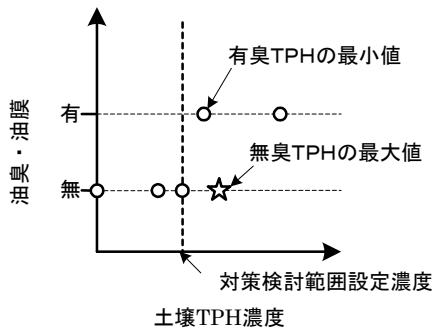 有臭TPHの最小値
油臭・油膜
有
無臭TPHの最大値
無
対策検討範囲設定濃度
土壌TPH濃度